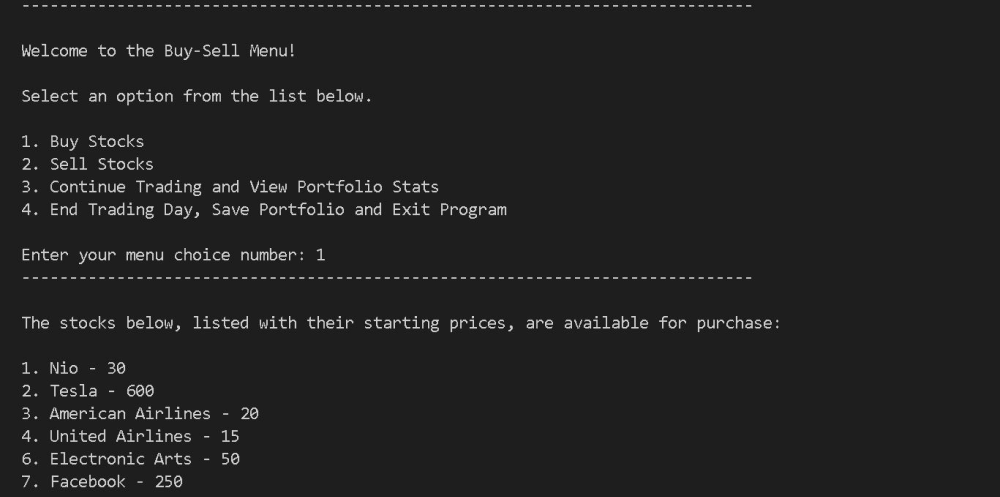 --------------------------------------------------------------------------------
Welcome to the Buy-Sell Menu!
Select an option from the list below.
1. Buy Stocks
2. Sell Stocks
3. Continue Trading and View Portfolio Stats
4. End Trading Day, Save Portfolio and Exit Program
Enter your menu choice number: 1
--------------------------------------------------------------------------------
The stocks below, listed with their starting prices, are available for purchase:
1. Nio - 30
2. Tesla - 600
3. American Airlines - 20
4. United Airlines - 15
6. Electronic Arts - 50
7. Facebook - 250